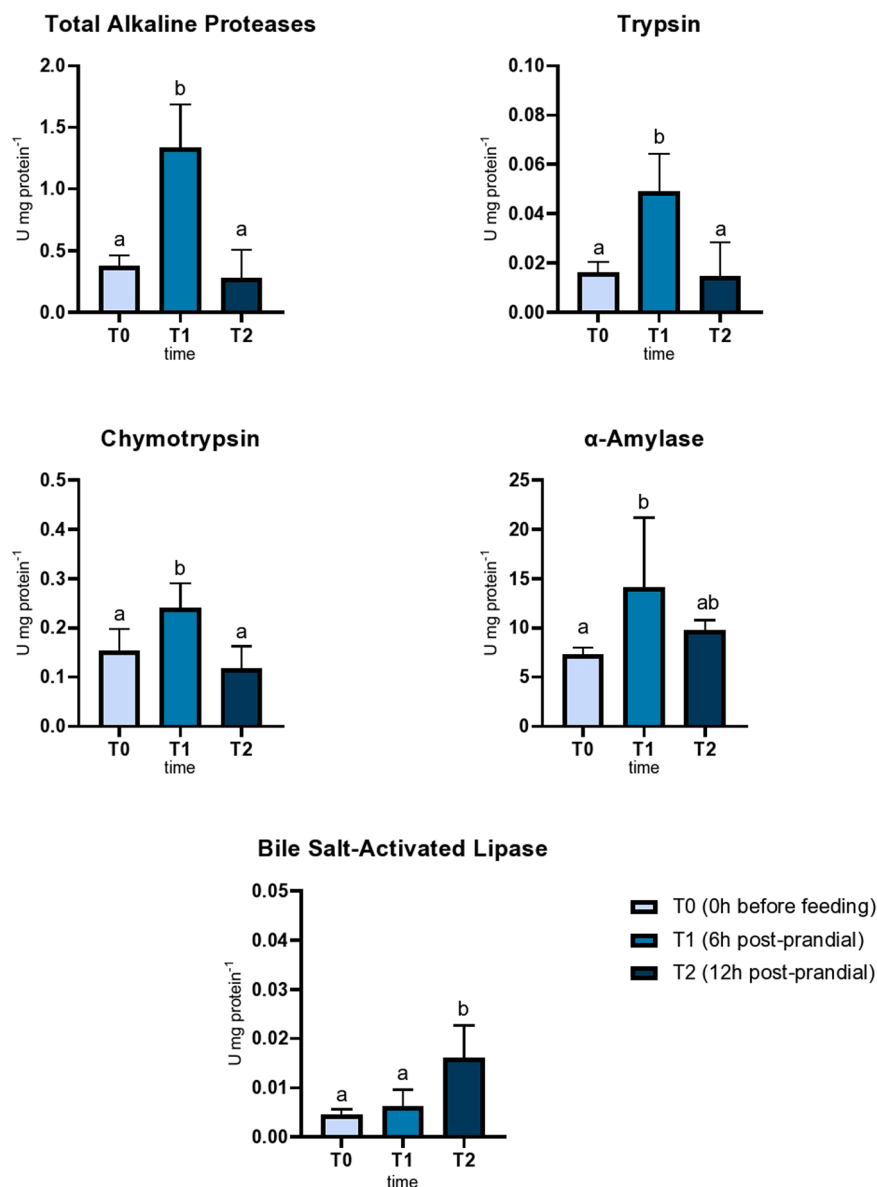 Total Alkaline Proteases
U mg protein⁻¹
2.0
1.5
1.0
0.5
0.0
a
b
a
T0 T1 T2
time
Trypsin
U mg protein⁻¹
0.10
0.08
0.06
0.04
0.02
0.00
a
b
a
T0 T1 T2
time
Chymotrypsin
U mg protein⁻¹
0.5
0.4
0.3
0.2
0.1
0.0
a
b
a
T0 T1 T2
time
α-Amylase
U mg protein⁻¹
25
20
15
10
5
0
a
b
ab
T0 T1 T2
time
Bile Salt-Activated Lipase
U mg protein⁻¹
0.05
0.04
0.03
0.02
0.01
0.00
a
a
b
T0 T1 T2
time
T0 (0h before feeding)
T1 (6h post-prandial)
T2 (12h post-prandial)